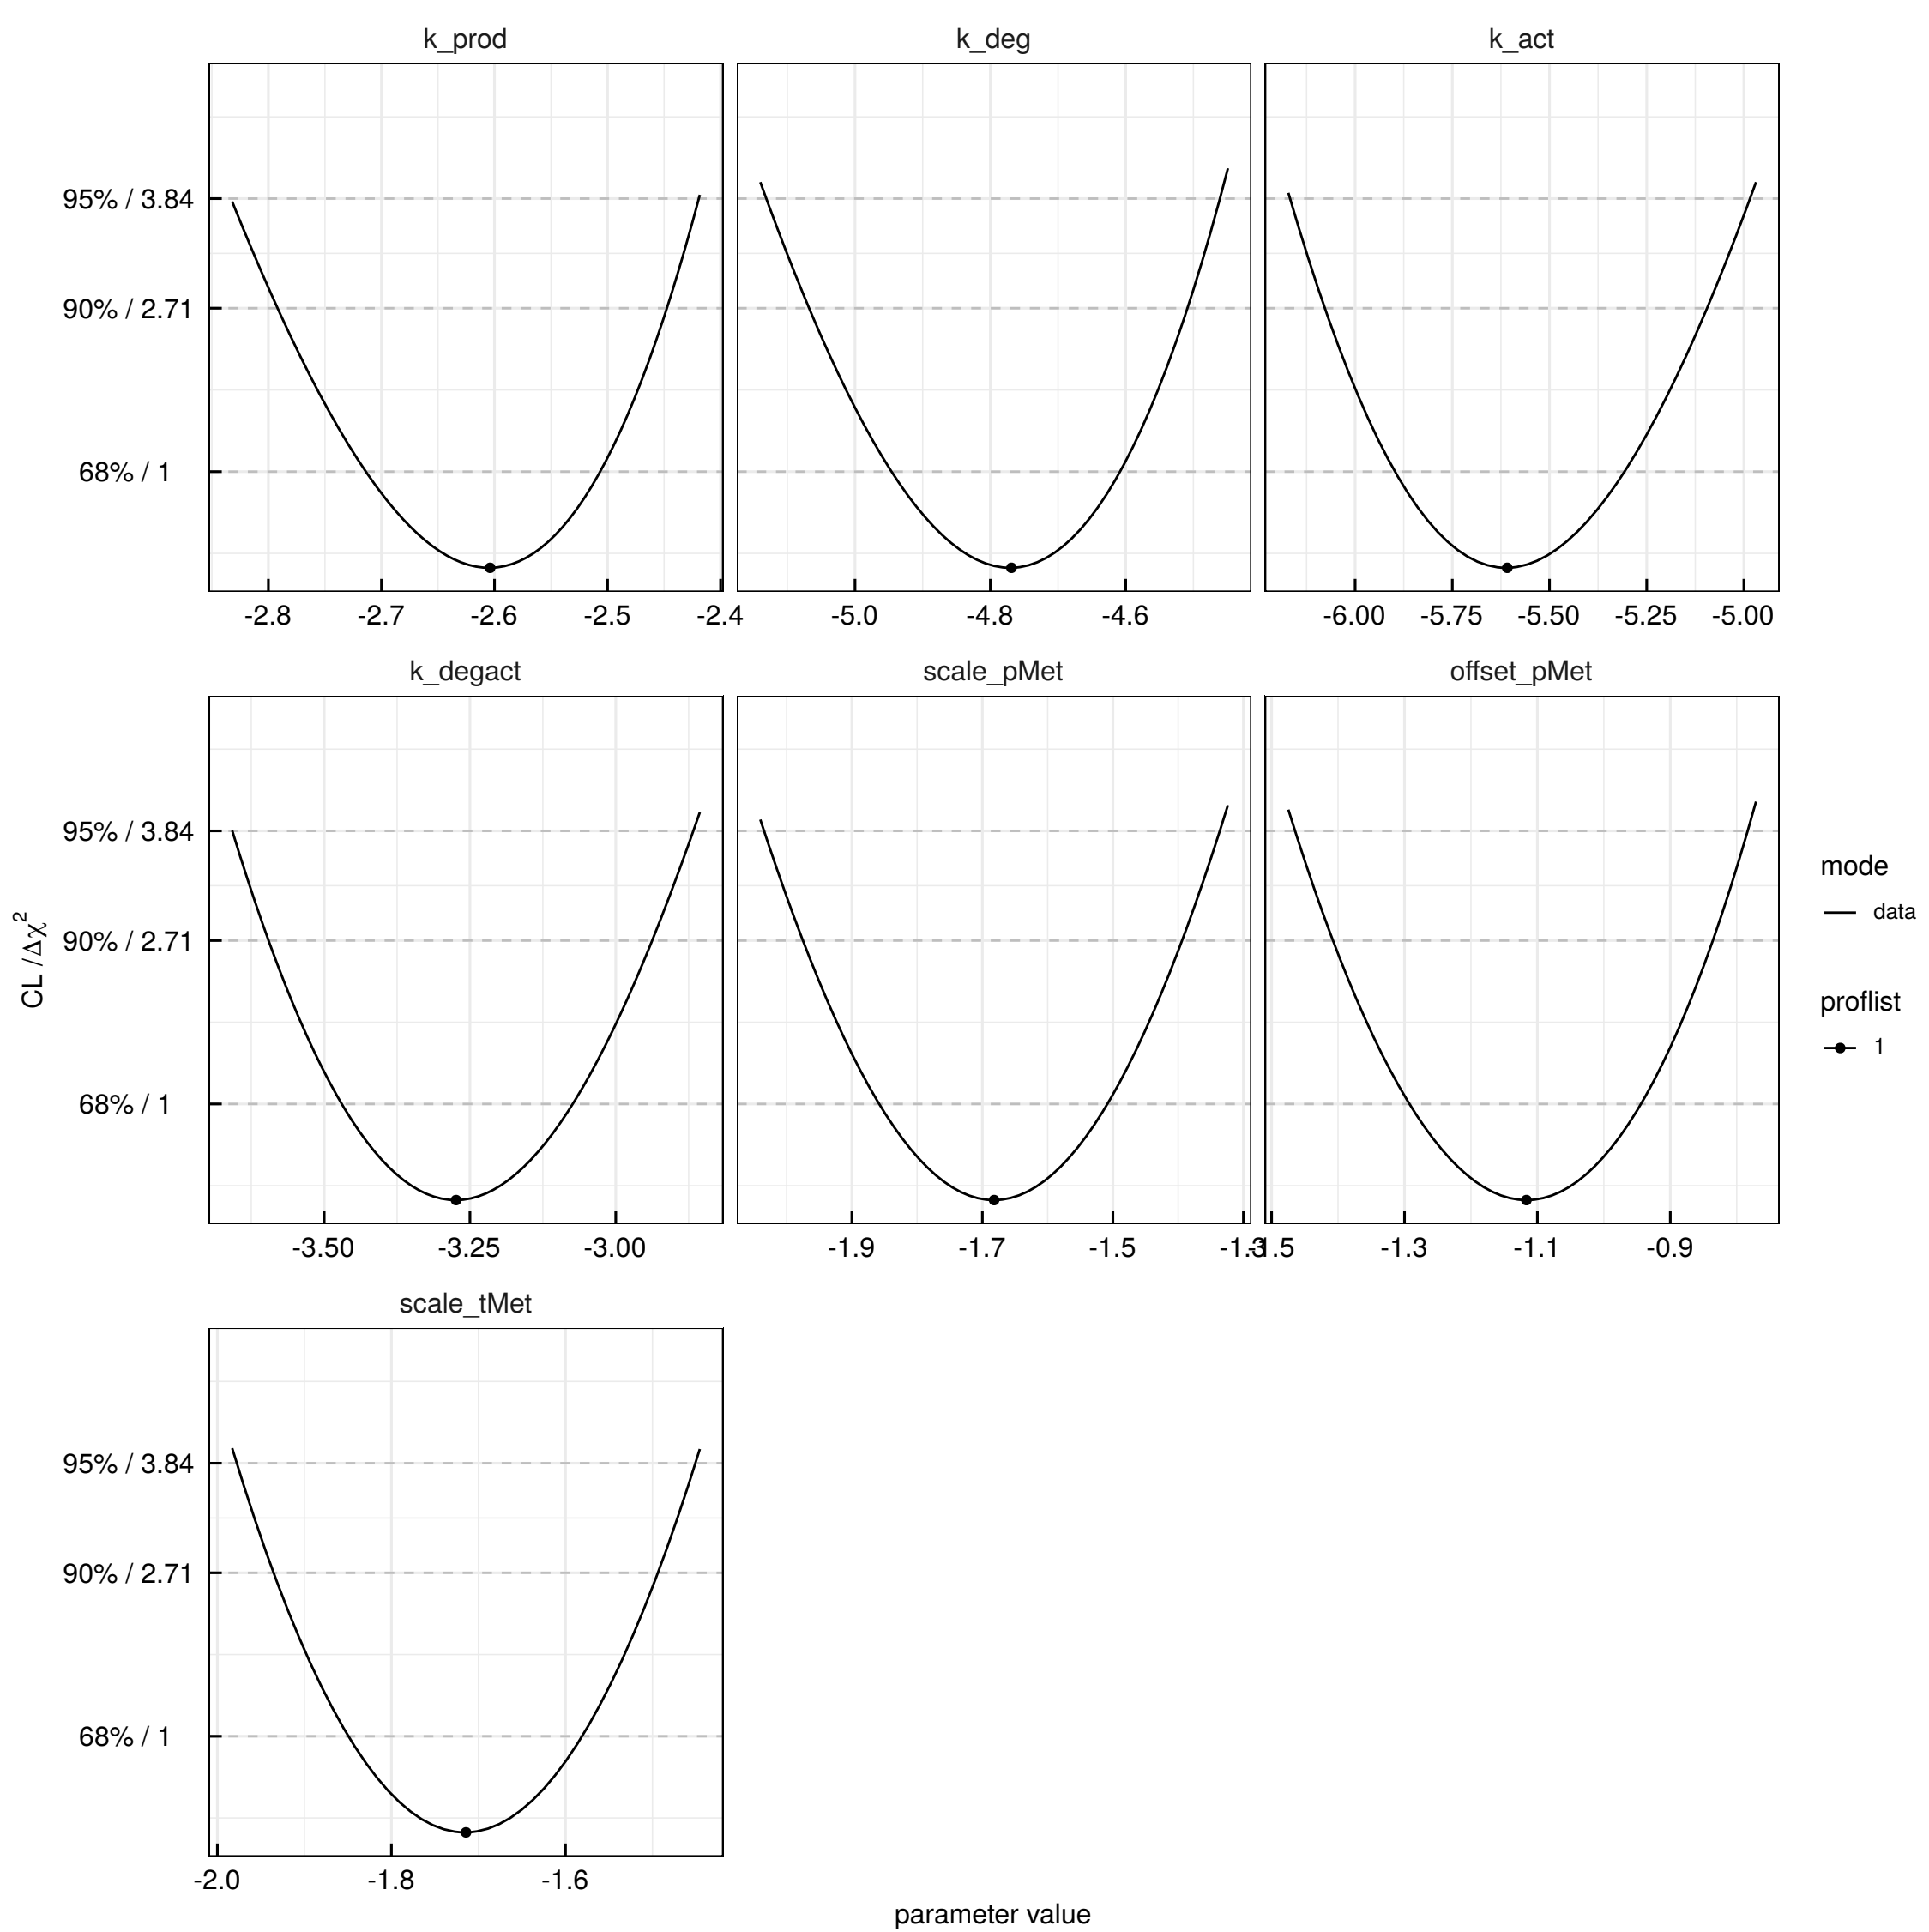 k_prod k_deg k_act
95% / 3.84
90% / 2.71
68% / 1
-2.8 -2.7 -2.6 -2.5 -2.4 -5.0 -4.8 -4.6 -6.00 -5.75 -5.50 -5.25 -5.00
k_degact scale_pMet offset_pMet
95% / 3.84
90% / 2.71
68% / 1
-3.50 -3.25 -3.00 -1.9 -1.7 -1.5 -1.3 -1.5 -1.3 -1.1 -0.9
CL /Δχ²
mode
data
proflist
1
scale_tMet
95% / 3.84
90% / 2.71
68% / 1
-2.0 -1.8 -1.6
parameter value